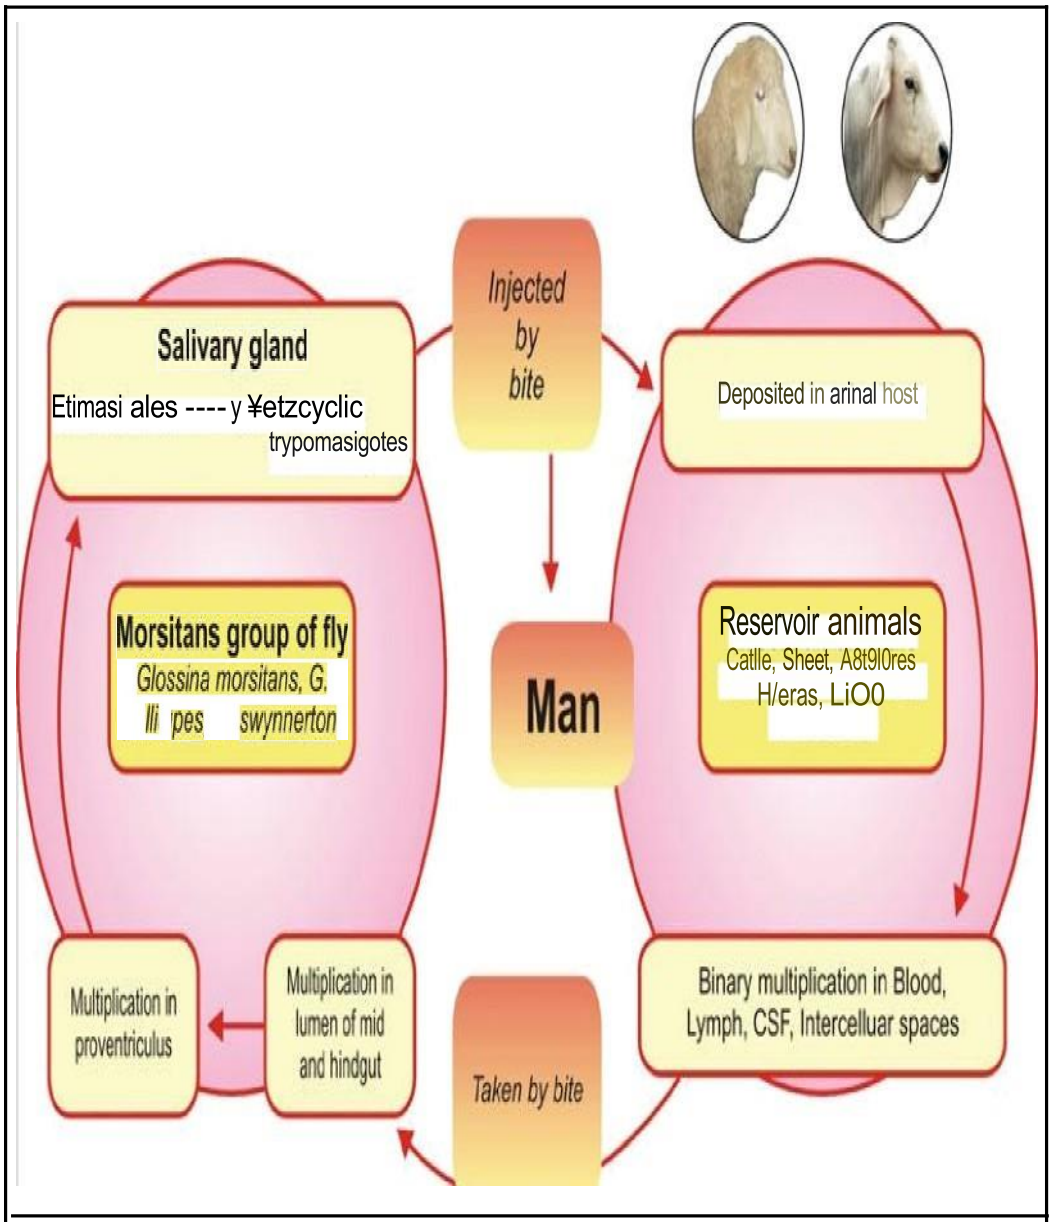 Injected
by
bite
Salivary gland
Etimasi ales ---- y ¥etzcyclic
trypomasigotes
Deposited in arinal host
Morsitans group of fly
Glossina morsitans, G.
lli pes swynnerton
Man
Reservoir animals
Catlle, Sheet, A8t9l0res
H/eras, LiO0
Multiplication in
proventriculus
Multiplication in
lumen of mid
and hindgut
Taken by bite
Binary multiplication in Blood,
Lymph, CSF, Intercelluar spaces